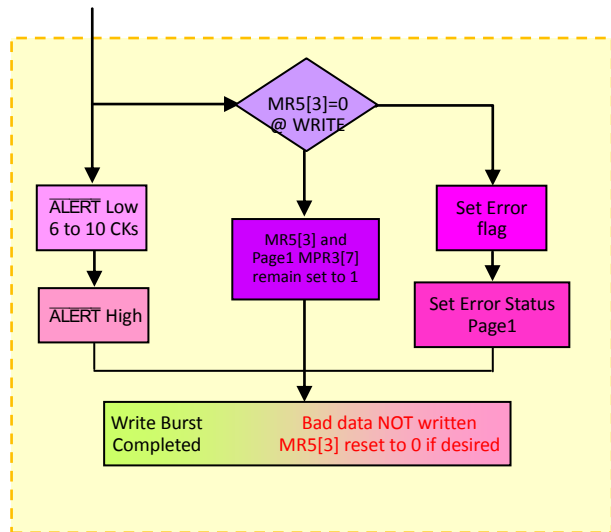 MR5[3]=0
@ WRITE
A̅L̅E̅R̅T̅ Low
6 to 10 CKs
MR5[3] and
Page1 MPR3[7]
remain set to 1
Set Error
flag
A̅L̅E̅R̅T̅ High
Set Error Status
Page1
Write Burst
Completed
Bad data NOT written
MR5[3] reset to 0 if desired